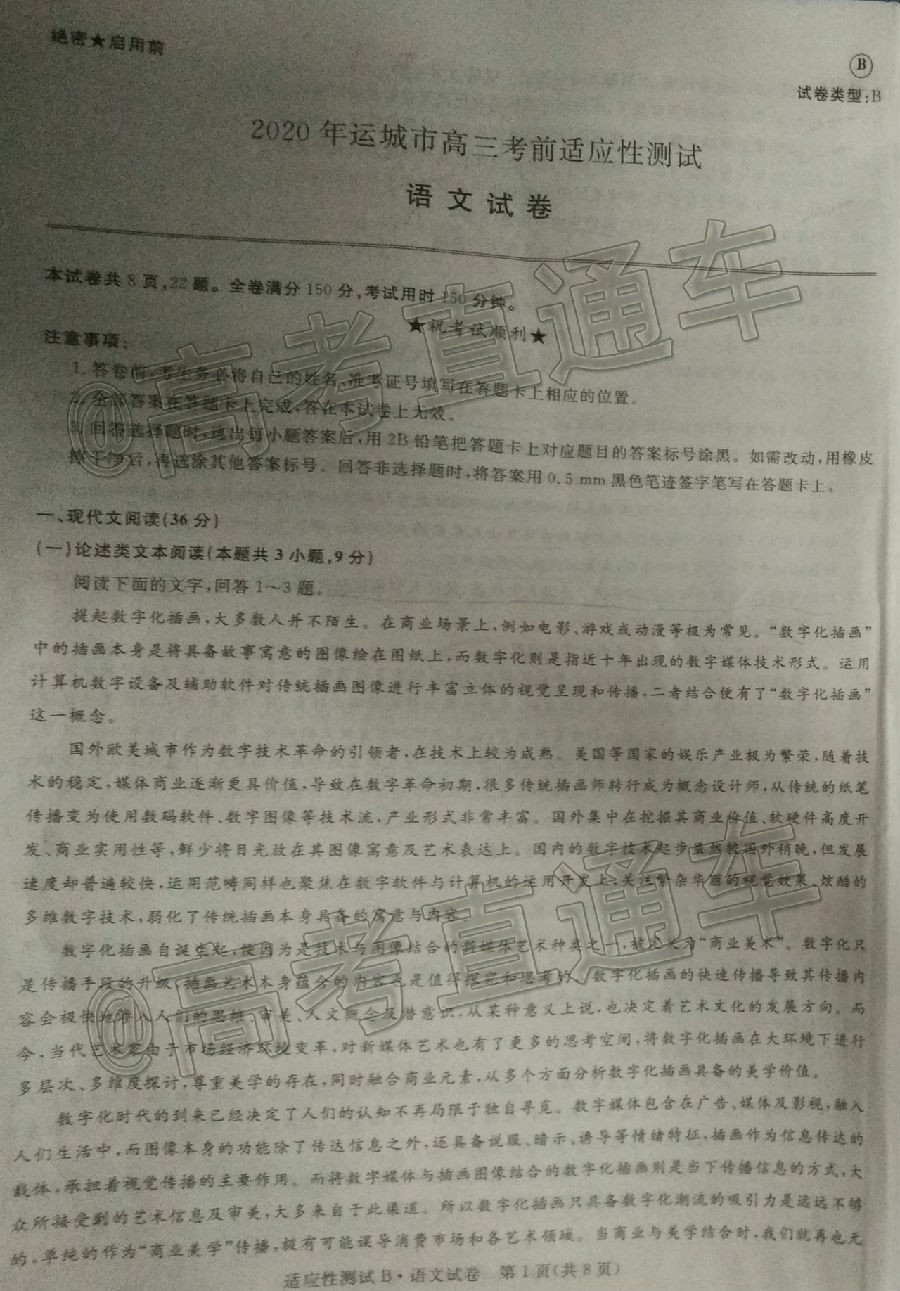 绝密★启用前
B
试卷类型:B
2020年运城市高三考前适应性测试
语文试卷
本试卷共8页,22题。全卷满分150分,考试用时150分钟。
★祝考试顺利★
注意事项:
1.答卷前,考生务必将自己的姓名、准考证号填写在答题卡上相应的位置。
2.全部答案在答题卡上完成,答在本试卷上无效。
3.回答选择题时,选出每小题答案后,用2B铅笔把答题卡上对应题目的答案标号涂黑。如需改动,用橡皮
擦干净后,再选涂其他答案标号。回答非选择题时,将答案用0.5mm黑色笔迹签字笔写在答题卡上。
一、现代文阅读(36分)
(一)论述类文本阅读(本题共3小题,9分)
阅读下面的文字,回答1~3题。
提起数字化插画,大多数人并不陌生。在商业场景上,例如电影、游戏或动漫等极为常见。“数字化插画”
中的插画本身是将具备故事寓意的图像绘在图纸上,而数字化则是指近十年出现的数字媒体技术形式。运用
计算机数字设备及辅助软件对传统插画图像进行丰富立体的视觉呈现和传播,二者结合便有了“数字化插画”
这一概念。
国外欧美城市作为数字技术革命的引领者,在技术上较为成熟。美国等国家的娱乐产业极为繁荣,随着技
术的稳定,媒体商业逐渐更具价值,导致在数字革命初期,很多传统插画师转行成为概念设计师,从传统的纸笔
传播变为使用数码软件、数字图像等技术流,产业形式非常丰富。国外集中在挖掘其商业价值、软硬件高度开
发、商业实用性等,鲜少将目光放在其图像寓意及艺术表达上。国内的数字技术起步虽然较国外稍晚,但发展
速度却普遍较快,运用范畴同样也聚焦在数字软件与计算机的运用开发上,关注繁杂华丽的视觉效果、炫酷的
多维数字技术,弱化了传统插画本身具备的寓意与内容。
数字化插画自诞生起,便因为是技术与图像结合的新媒体艺术种类之一,被定义为“商业美术”。数字化只
是传播手段的升级,插画艺术本身蕴含的内容还是值得探究和思考的。数字化插画的快速传播导致其传播内
容会极快地潜入人们的思维、审美、人文概念及潜意识,从某种意义上说,也决定着艺术文化的发展方向。而
今,当代艺术家由于市场经济环境变革,对新媒体艺术也有了更多的思考空间,将数字化插画在大环境下进行
多层次、多维度探讨,尊重美学的存在,同时融合商业元素,从多个方面分析数字化插画具备的美学价值。
数字化时代的到来已经决定了人们的认知不再局限于独自寻觅。数字媒体包含在广告、媒体及影视,融入
人们生活中,而图像本身的功能除了传达信息之外,还具备说服、暗示、诱导等情绪特征,插画作为信息传达的
载体,承担着视觉传播的主要作用。而将数字媒体与插画图像结合的数字化插画则是当下传播信息的方式,大
众所接受到的艺术信息及审美,大多来自于此渠道。所以数字化插画只具备数字化潮流的吸引力是远远不够
的,单纯的作为“商业美学”传播,极有可能误导消费市场和各艺术领域。当商业与美学结合时,我们就再也无
适应性测试B·语文试卷 第1页(共8页)
@高考直通车
@高考直通车